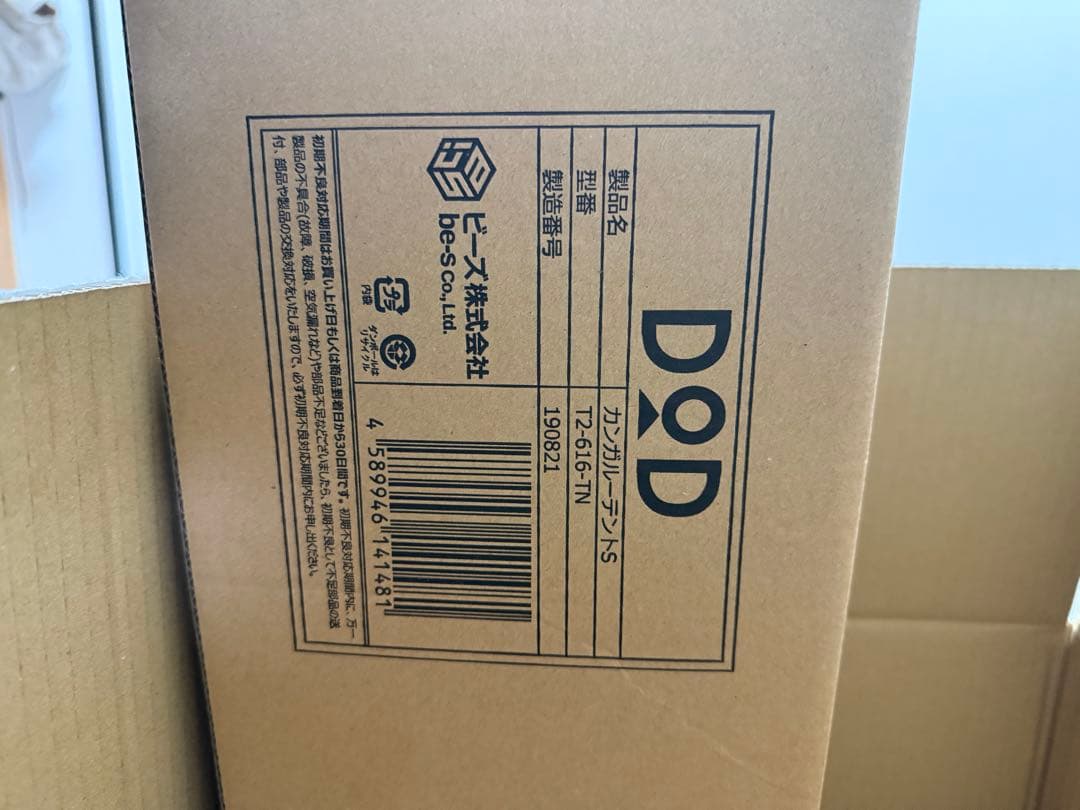 DOD
製品名 カンガルーテントS
型番 T2-616-TN
製造番号 190821
be-s
ビーズ株式会社
be-S Co., Ltd.
プラ
内袋
ダンボールは
リサイクル
4 589946 141481
初期不良対応期間はお買い上げ日もしくは商品到着日から30日間です。初期不良対応期間内に、万一
製品の不具合(故障、破損、空気漏れなど)や部品不足などございましたら、初期不良として不足部品の送
付、部品や製品の交換対応をいたしますので、必ず初期不良対応期間内にお申し出ください。